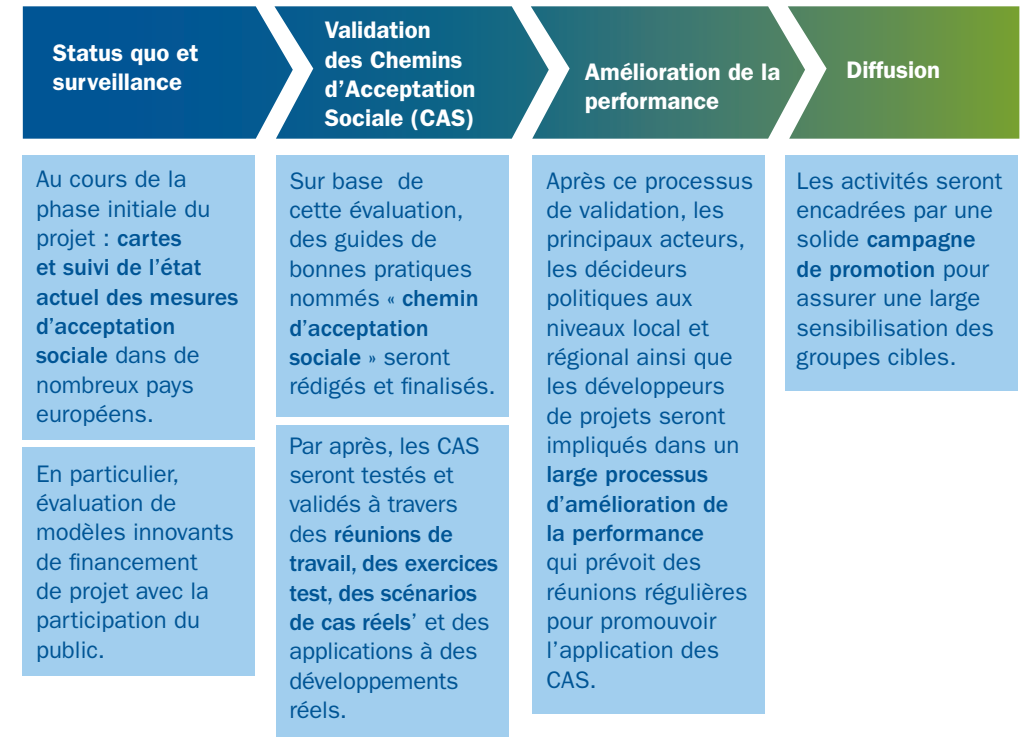 Status quo et
surveillance
Validation
des Chemins
d’Acceptation
Sociale (CAS)
Amélioration de la
performance
Diffusion
Au cours de la
phase initiale du
projet : cartes
et suivi de l’état
actuel des mesures
d’acceptation
sociale dans de
nombreux pays
européens.
En particulier,
évaluation de
modèles innovants
de financement
de projet avec la
participation du
public.
Sur base de
cette évaluation,
des guides de
bonnes pratiques
nommés « chemin
d’acceptation
sociale » seront
rédigés et finalisés.
Par après, les CAS
seront testés et
validés à travers
des réunions de
travail, des exercices
test, des scénarios
de cas réels’ et des
applications à des
développements
réels.
Après ce processus
de validation, les
principaux acteurs,
les décideurs
politiques aux
niveaux local et
régional ainsi que
les développeurs
de projets seront
impliqués dans un
large processus
d’amélioration de
la performance
qui prévoit des
réunions régulières
pour promouvoir
l’application des
CAS.
Les activités seront
encadrées par une
solide campagne
de promotion pour
assurer une large
sensibilisation des
groupes cibles.